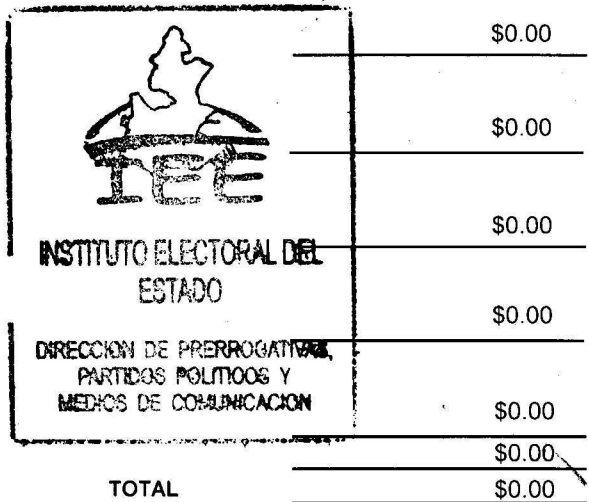 $0.00
$0.00
IEE
$0.00
INSTITUTO ELECTORAL DEL
ESTADO
$0.00
DIRECCION DE PRERROGATIVAS,
PARTIDOS POLITICOS Y
MEDIOS DE COMUNICACION
$0.00
$0.00
TOTAL $0.00